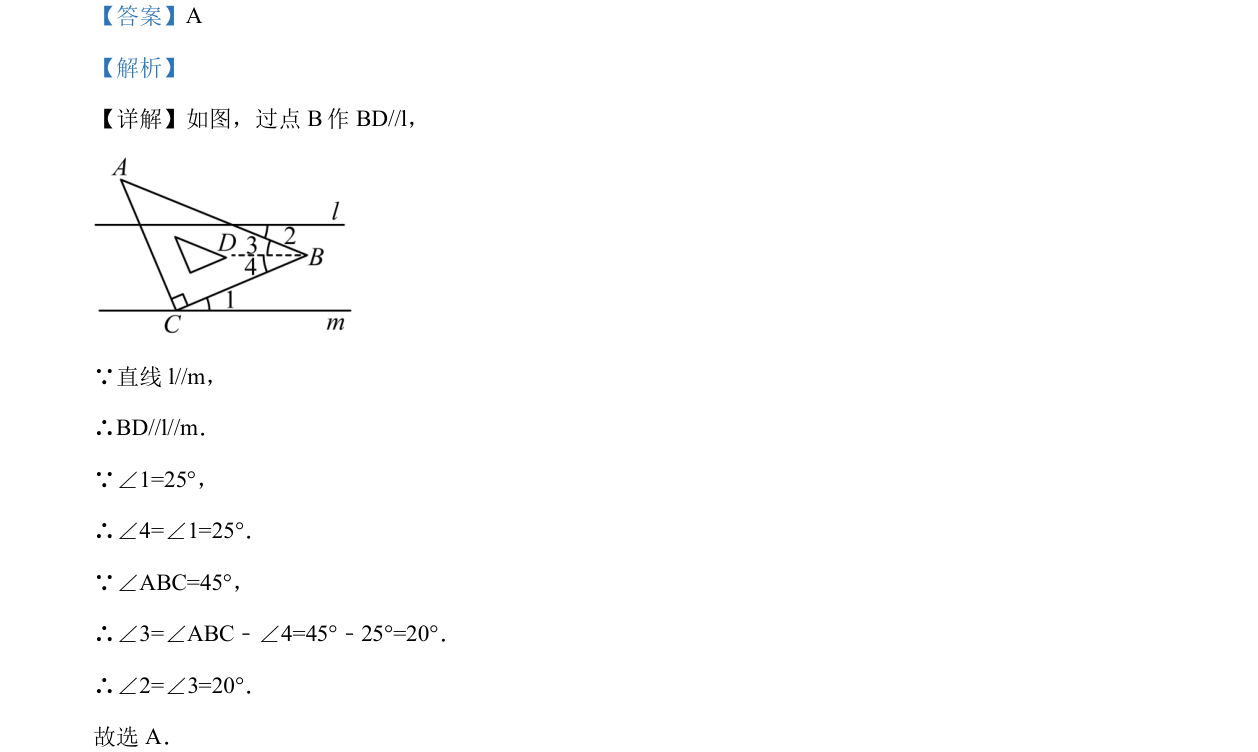 【答案】A
【解析】
【详解】如图，过点 B 作 BD//l，
A
l
D 3 2
B
4
1
C
m
∵直线 l//m，
∴BD//l//m．
∵∠1=25°，
∴∠4=∠1=25°．
∵∠ABC=45°，
∴∠3=∠ABC﹣∠4=45°﹣25°=20°．
∴∠2=∠3=20°．
故选 A．